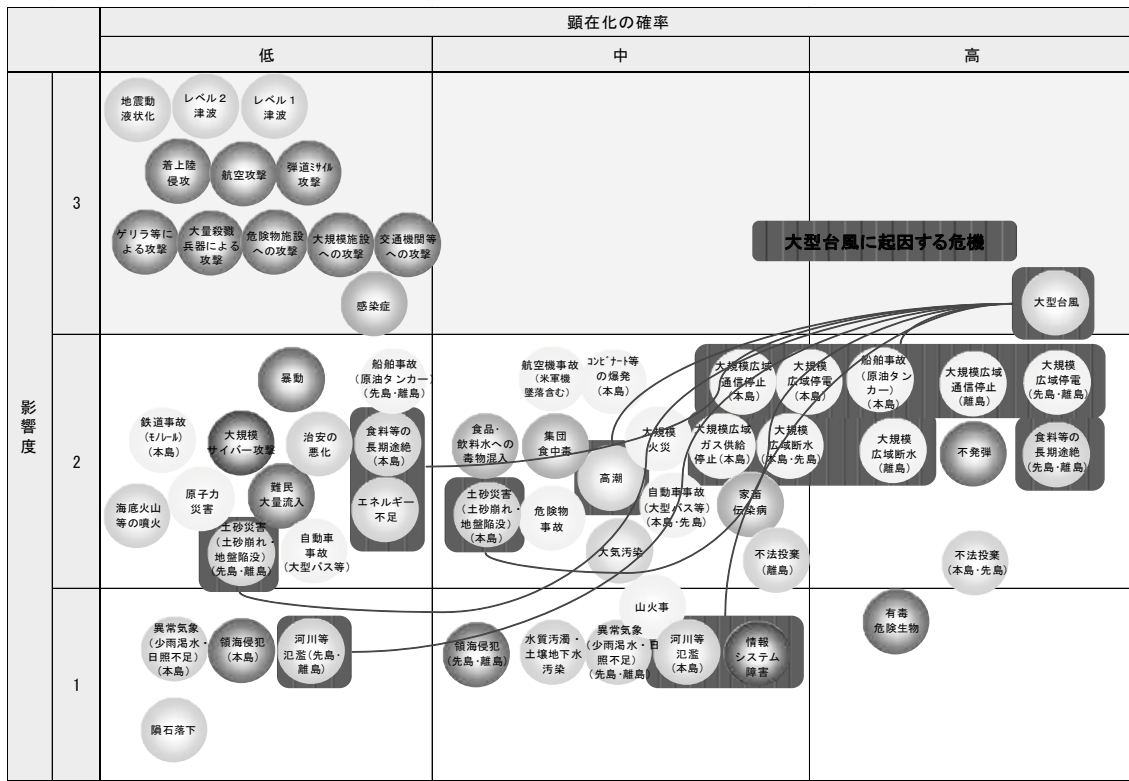 顕在化の確率
低
中
高
影響度
3
地震動
液状化
レベル２
津波
レベル１
津波
着上陸
侵攻
航空攻撃
弾道ﾐｻｲﾙ
攻撃
ゲリラ等に
よる攻撃
大量殺戮
兵器による
攻撃
危険物施設
への攻撃
大規模施設
への攻撃
交通機関等
への攻撃
感染症
大型台風に起因する危機
大型台風
2
暴動
船舶事故
(原油タンカー)
(先島・離島)
鉄道事故
(ﾓﾉﾚｰﾙ)
(本島)
大規模
サイバー攻撃
治安の
悪化
食料等の
長期途絶
(本島)
海底火山
等の噴火
原子力
災害
難民
大量流入
エネルギー
不足
土砂災害
(土砂崩れ・
地盤陥没)
(先島・離島)
自動車
事故
(大型バス等)
航空機事故
(米軍機
墜落含む)
ｺﾝﾋﾞﾅｰﾄ等
の爆発
(本島)
大規模広域
通信停止
(本島)
大規模
広域停電
(本島)
食品・
飲料水への
毒物混入
集団
食中毒
大規模
火災
大規模広域
ガス供給
停止(本島)
大規模
広域断水
(本島・先島)
高潮
土砂災害
(土砂崩れ・
地盤陥没)
(本島)
危険物
事故
自動車事故
(大型バス等)
(本島・先島)
家畜
伝染病
大気汚染
不法投棄
(離島)
船舶事故
(原油タン
カー)
(本島)
大規模広域
通信停止
(離島)
大規模
広域停電
(先島・離島)
大規模
広域断水
(離島)
不発弾
食料等の
長期途絶
(先島・離島)
不法投棄
(本島・先島)
1
異常気象
(少雨渇水・
日照不足)
(本島)
領海侵犯
(本島)
河川等
氾濫(先島・
離島)
隕石落下
山火事
領海侵犯
(先島・離島)
水質汚濁・
土壌地下水
汚染
異常気象
(少雨渇水・日
照不足)
(先島・離島)
河川等
氾濫
(本島)
情報
システム
障害
有毒
危険生物